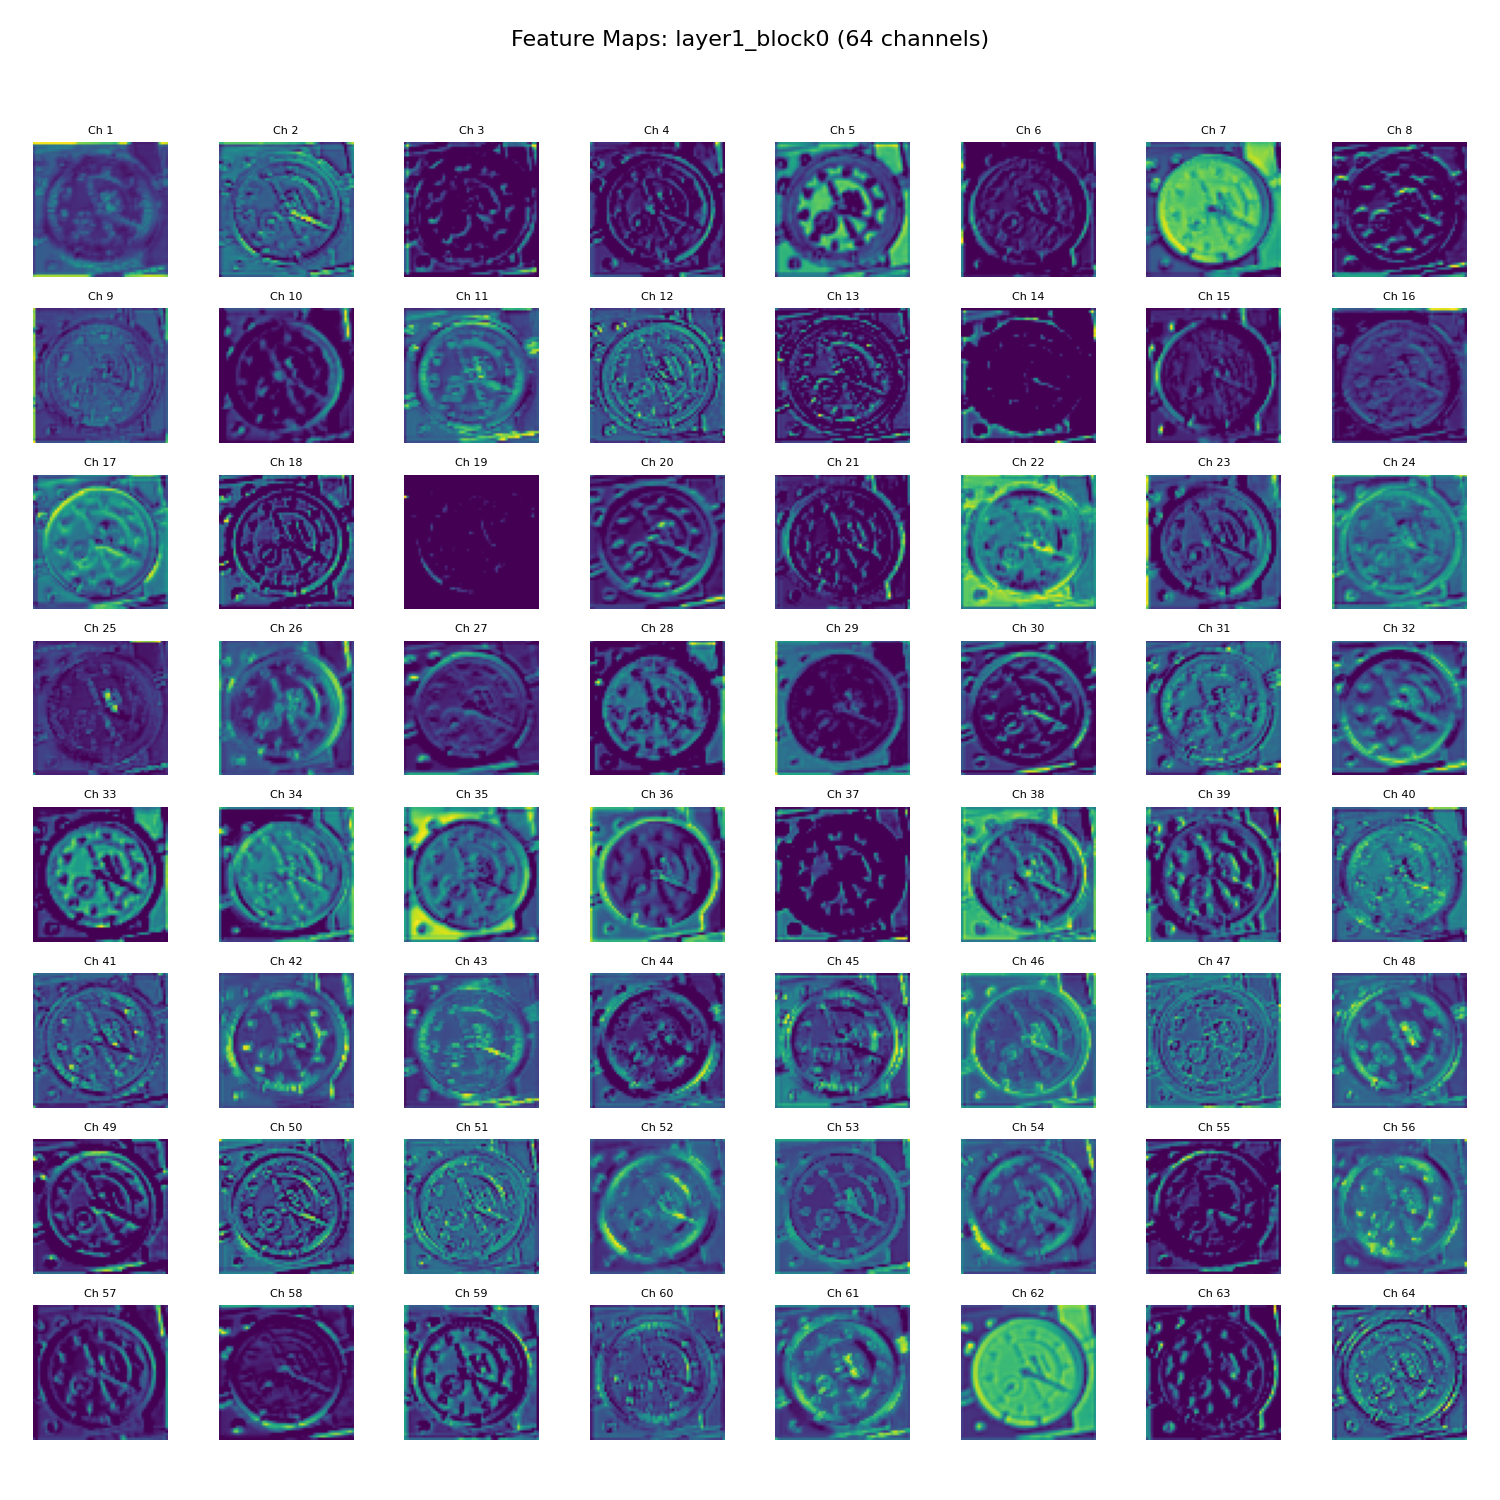 Feature Maps: layer1_block0 (64 channels)
Ch 1 Ch 2 Ch 3 Ch 4 Ch 5 Ch 6 Ch 7 Ch 8
Ch 9 Ch 10 Ch 11 Ch 12 Ch 13 Ch 14 Ch 15 Ch 16
Ch 17 Ch 18 Ch 19 Ch 20 Ch 21 Ch 22 Ch 23 Ch 24
Ch 25 Ch 26 Ch 27 Ch 28 Ch 29 Ch 30 Ch 31 Ch 32
Ch 33 Ch 34 Ch 35 Ch 36 Ch 37 Ch 38 Ch 39 Ch 40
Ch 41 Ch 42 Ch 43 Ch 44 Ch 45 Ch 46 Ch 47 Ch 48
Ch 49 Ch 50 Ch 51 Ch 52 Ch 53 Ch 54 Ch 55 Ch 56
Ch 57 Ch 58 Ch 59 Ch 60 Ch 61 Ch 62 Ch 63 Ch 64